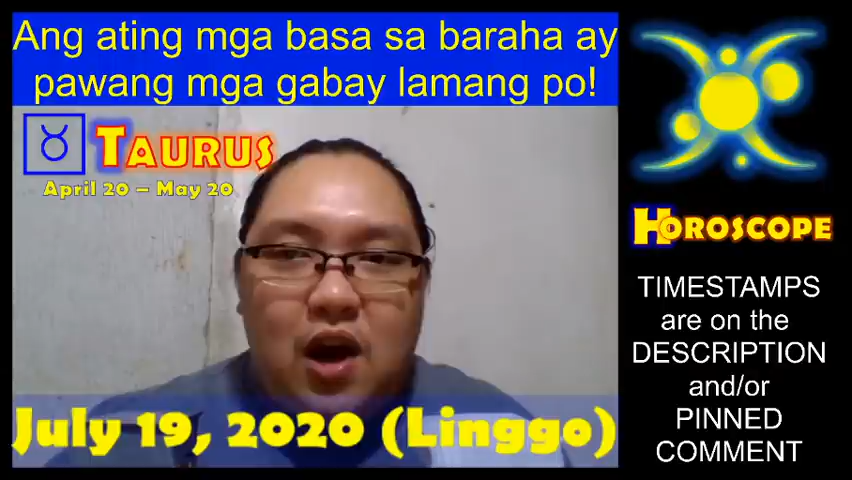 Ang ating mga basa sa baraha ay
pawang mga gabay lamang po!
TAURUS
April 20 – May 20
HOROSCOPE
TIMESTAMPS
are on the
DESCRIPTION
and/or
PINNED
COMMENT
July 19, 2020 (Linggo)